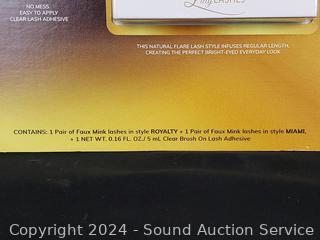 LASHES
NO MESS
EASY TO APPLY
CLEAR LASH ADHESIVE
THIS NATURAL FLARE LASH STYLE INFUSES REGULAR LENGTH,
CREATING THE PERFECT BRIGHT-EYED EVERYDAY LOOK
CONTAINS: 1 Pair of Faux Mink lashes in style ROYALTY + 1 Pair of Faux Mink lashes in style MIAMI,
+ 1 NET WT. 0.16 FL. OZ./ 5 mL Clear Brush On Lash Adhesive
Copyright 2024 - Sound Auction Service